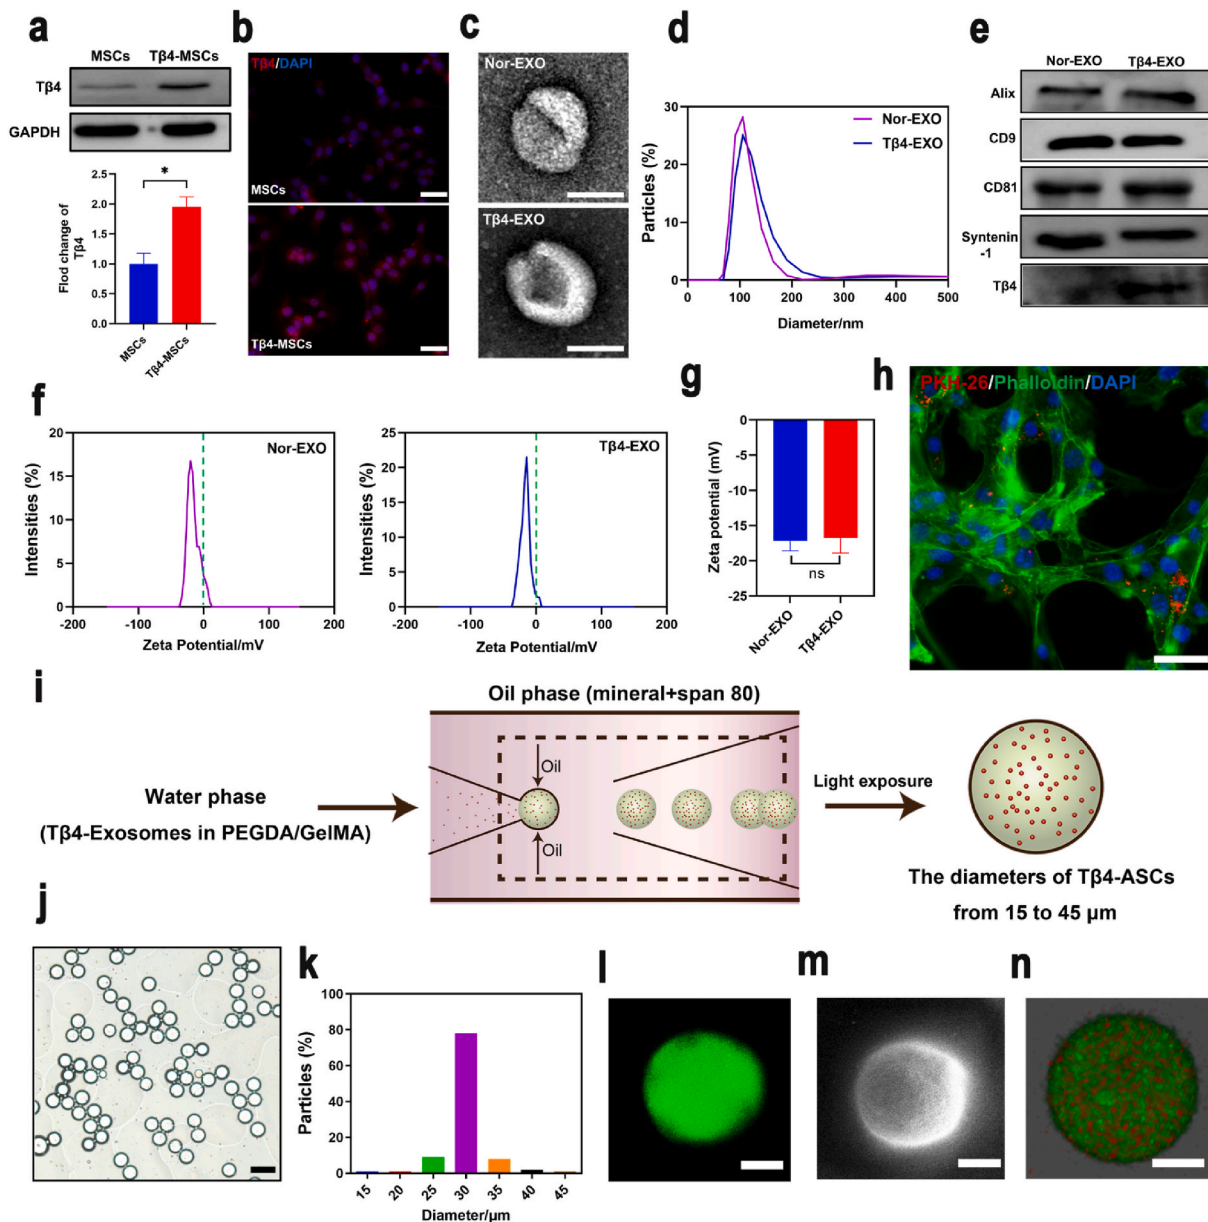 a
MSCs Tβ4-MSCs
Tβ4
GAPDH
*
Flod change of
Tβ4
2.5
2.0
1.5
1.0
0.5
0.0
MSCs
Tβ4-MSCs
b
Tβ4/DAPI
MSCs
Tβ4-MSCs
c
Nor-EXO
Tβ4-EXO
d
Particles (%)
30
20
10
0
0 100 200 300 400 500
Diameter/nm
Nor-EXO
Tβ4-EXO
e
Nor-EXO Tβ4-EXO
Alix
CD9
CD81
Syntenin
-1
Tβ4
f
Intensities (%)
20
15
10
5
0
-200 -100 0 100 200
Zeta Potential/mV
Nor-EXO
Intensities (%)
25
20
15
10
5
0
-200 -100 0 100 200
Zeta Potential/mV
Tβ4-EXO
g
Zeta potential (mV)
0
-5
-10
-15
-20
-25
ns
Nor-EXO
Tβ4-EXO
h
PKH-26/Phalloidin/DAPI
i
Oil phase (mineral+span 80)
Water phase
(Tβ4-Exosomes in PEGDA/GelMA)
Oil
Oil
Light exposure
The diameters of Tβ4-ASCs
from 15 to 45 μm
j
k
Particles (%)
100
80
60
40
20
0
15 20 25 30 35 40 45
Diameter/μm
l
m
n